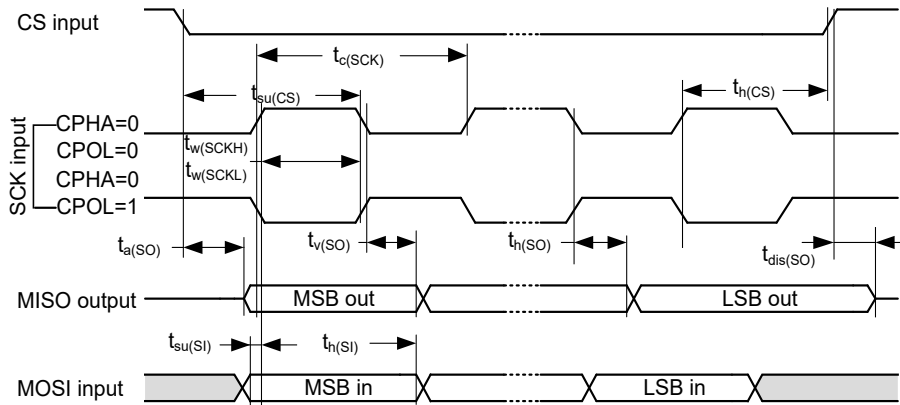 CS input
tc(SCK)
tsu(CS)
th(CS)
SCK input
CPHA=0
CPOL=0
CPHA=0
CPOL=1
tw(SCKH)
tw(SCKL)
ta(SO)
tv(SO)
th(SO)
tdis(SO)
MISO output
MSB out
LSB out
tsu(SI)
th(SI)
MOSI input
MSB in
LSB in